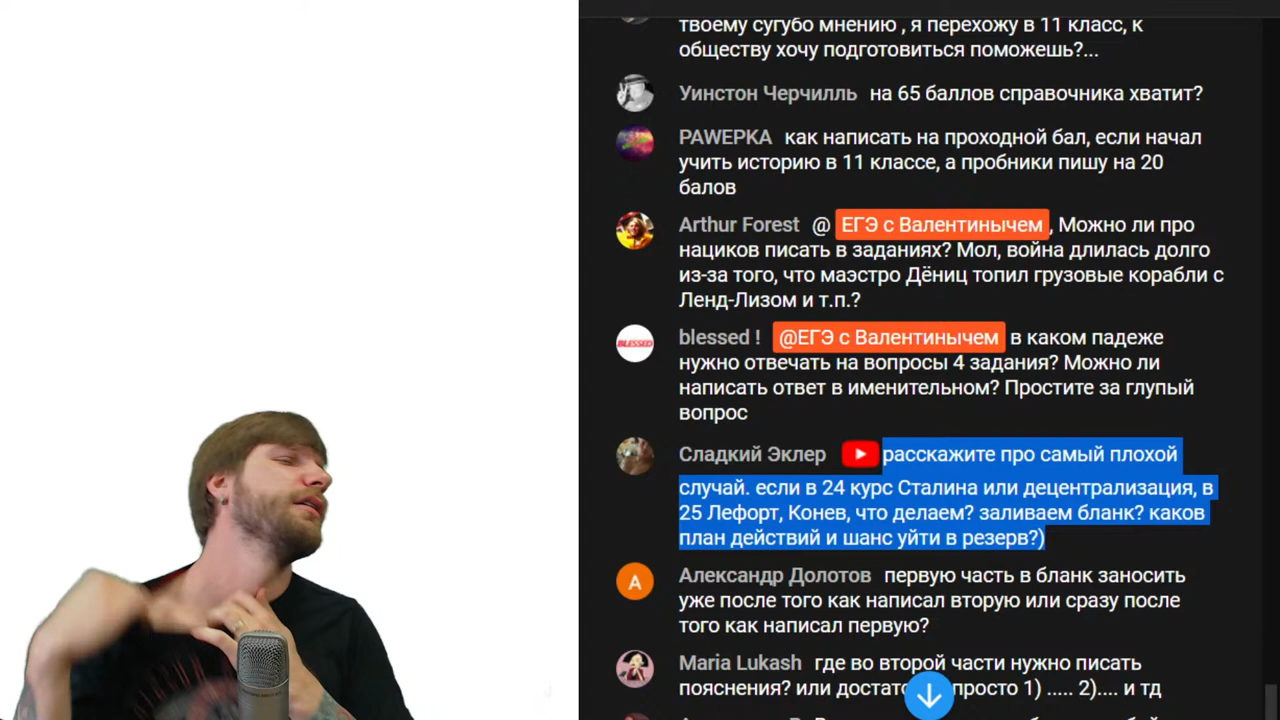 твоему сугубо мнению , я перехожу в 11 класс, к
обществу хочу подготовиться поможешь?...
Уинстон Черчилль на 65 баллов справочника хватит?
PAWEPKA как написать на проходной бал, если начал
учить историю в 11 классе, а пробники пишу на 20
балов
Arthur Forest @ ЕГЭ с Валентинычем , Можно ли про
нациков писать в заданиях? Мол, война длилась долго
из-за того, что маэстро Дёниц топил грузовые корабли с
Ленд-Лизом и т.п.?
blessed ! @ЕГЭ с Валентинычем в каком падеже
BLESSED
нужно отвечать на вопросы 4 задания? Можно ли
написать ответ в именительном? Простите за глупый
вопрос
Сладкий Эклер расскажите про самый плохой
случай. если в 24 курс Сталина или децентрализация, в
25 Лефорт, Конев, что делаем? заливаем бланк? каков
план действий и шанс уйти в резерв?)
А Александр Долотов первую часть в бланк заносить
уже после того как написал вторую или сразу после
того как написал первую?
Maria Lukash где во второй части нужно писать
пояснения? или достато просто 1) ..... 2).... и тд